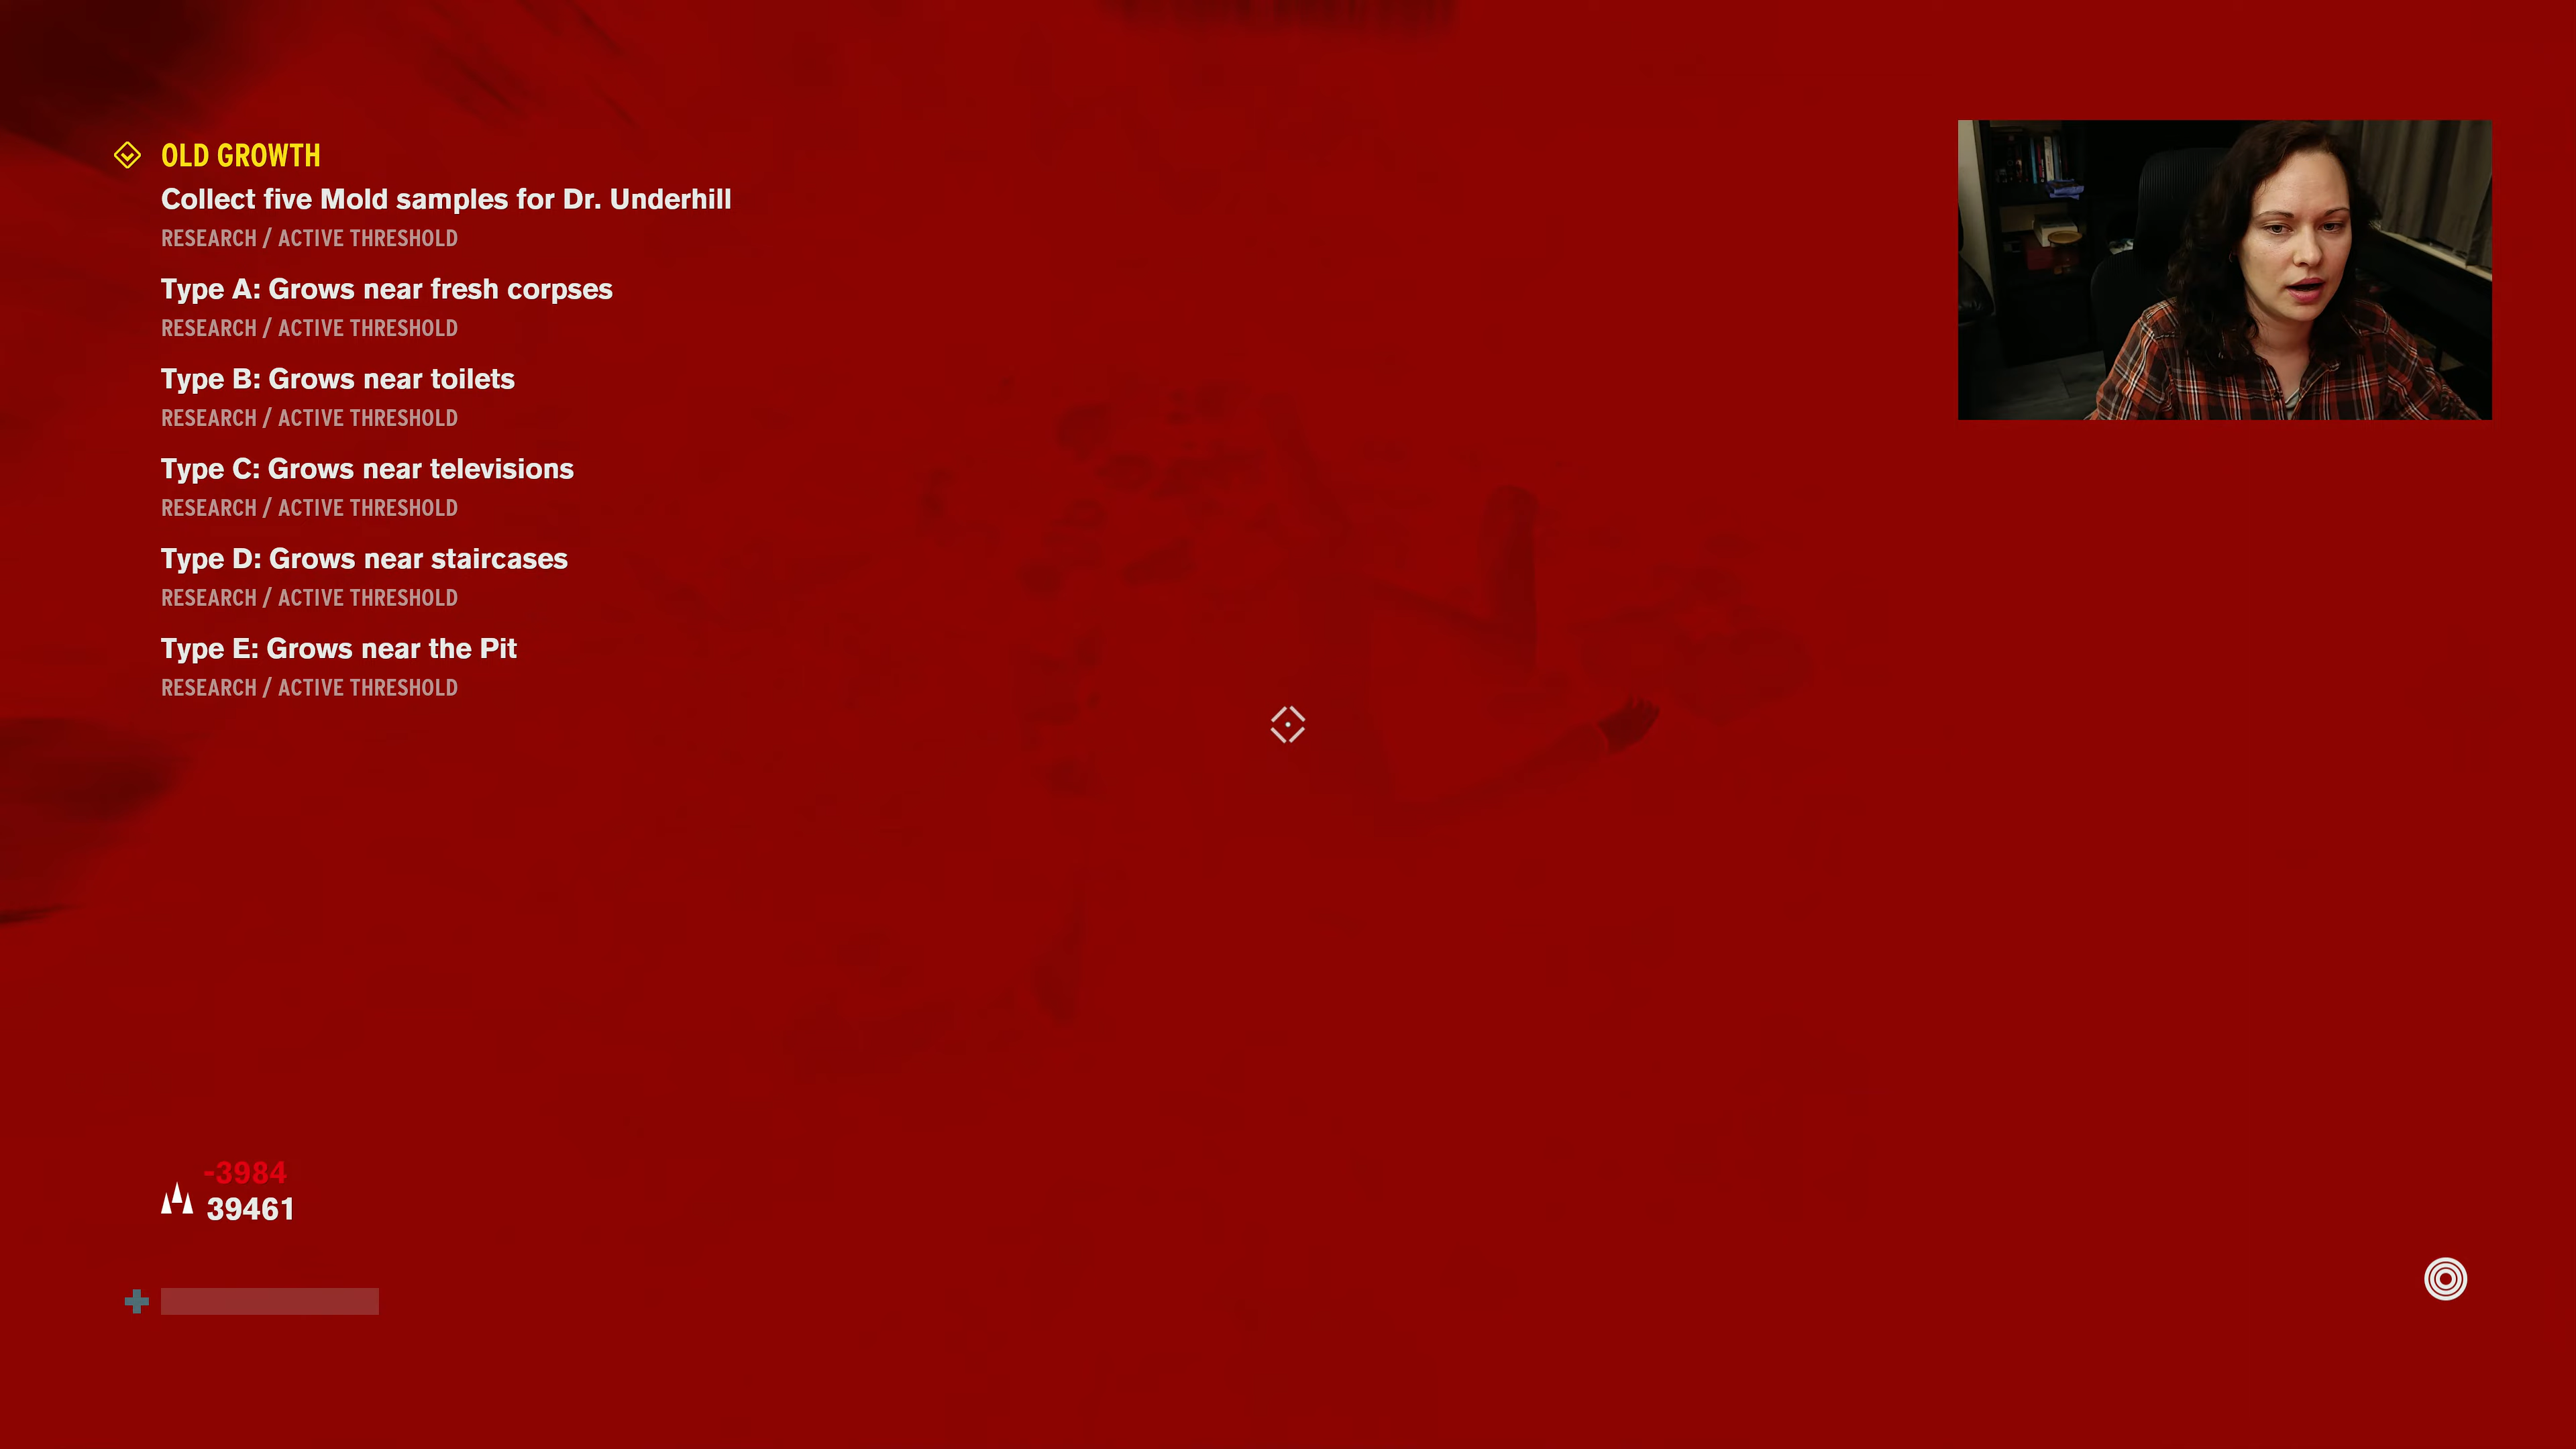 OLD GROWTH
Collect five Mold samples for Dr. Underhill
RESEARCH / ACTIVE THRESHOLD
Type A: Grows near fresh corpses
RESEARCH / ACTIVE THRESHOLD
Type B: Grows near toilets
RESEARCH / ACTIVE THRESHOLD
Type C: Grows near televisions
RESEARCH / ACTIVE THRESHOLD
Type D: Grows near staircases
RESEARCH / ACTIVE THRESHOLD
Type E: Grows near the Pit
RESEARCH / ACTIVE THRESHOLD
-3984
39461